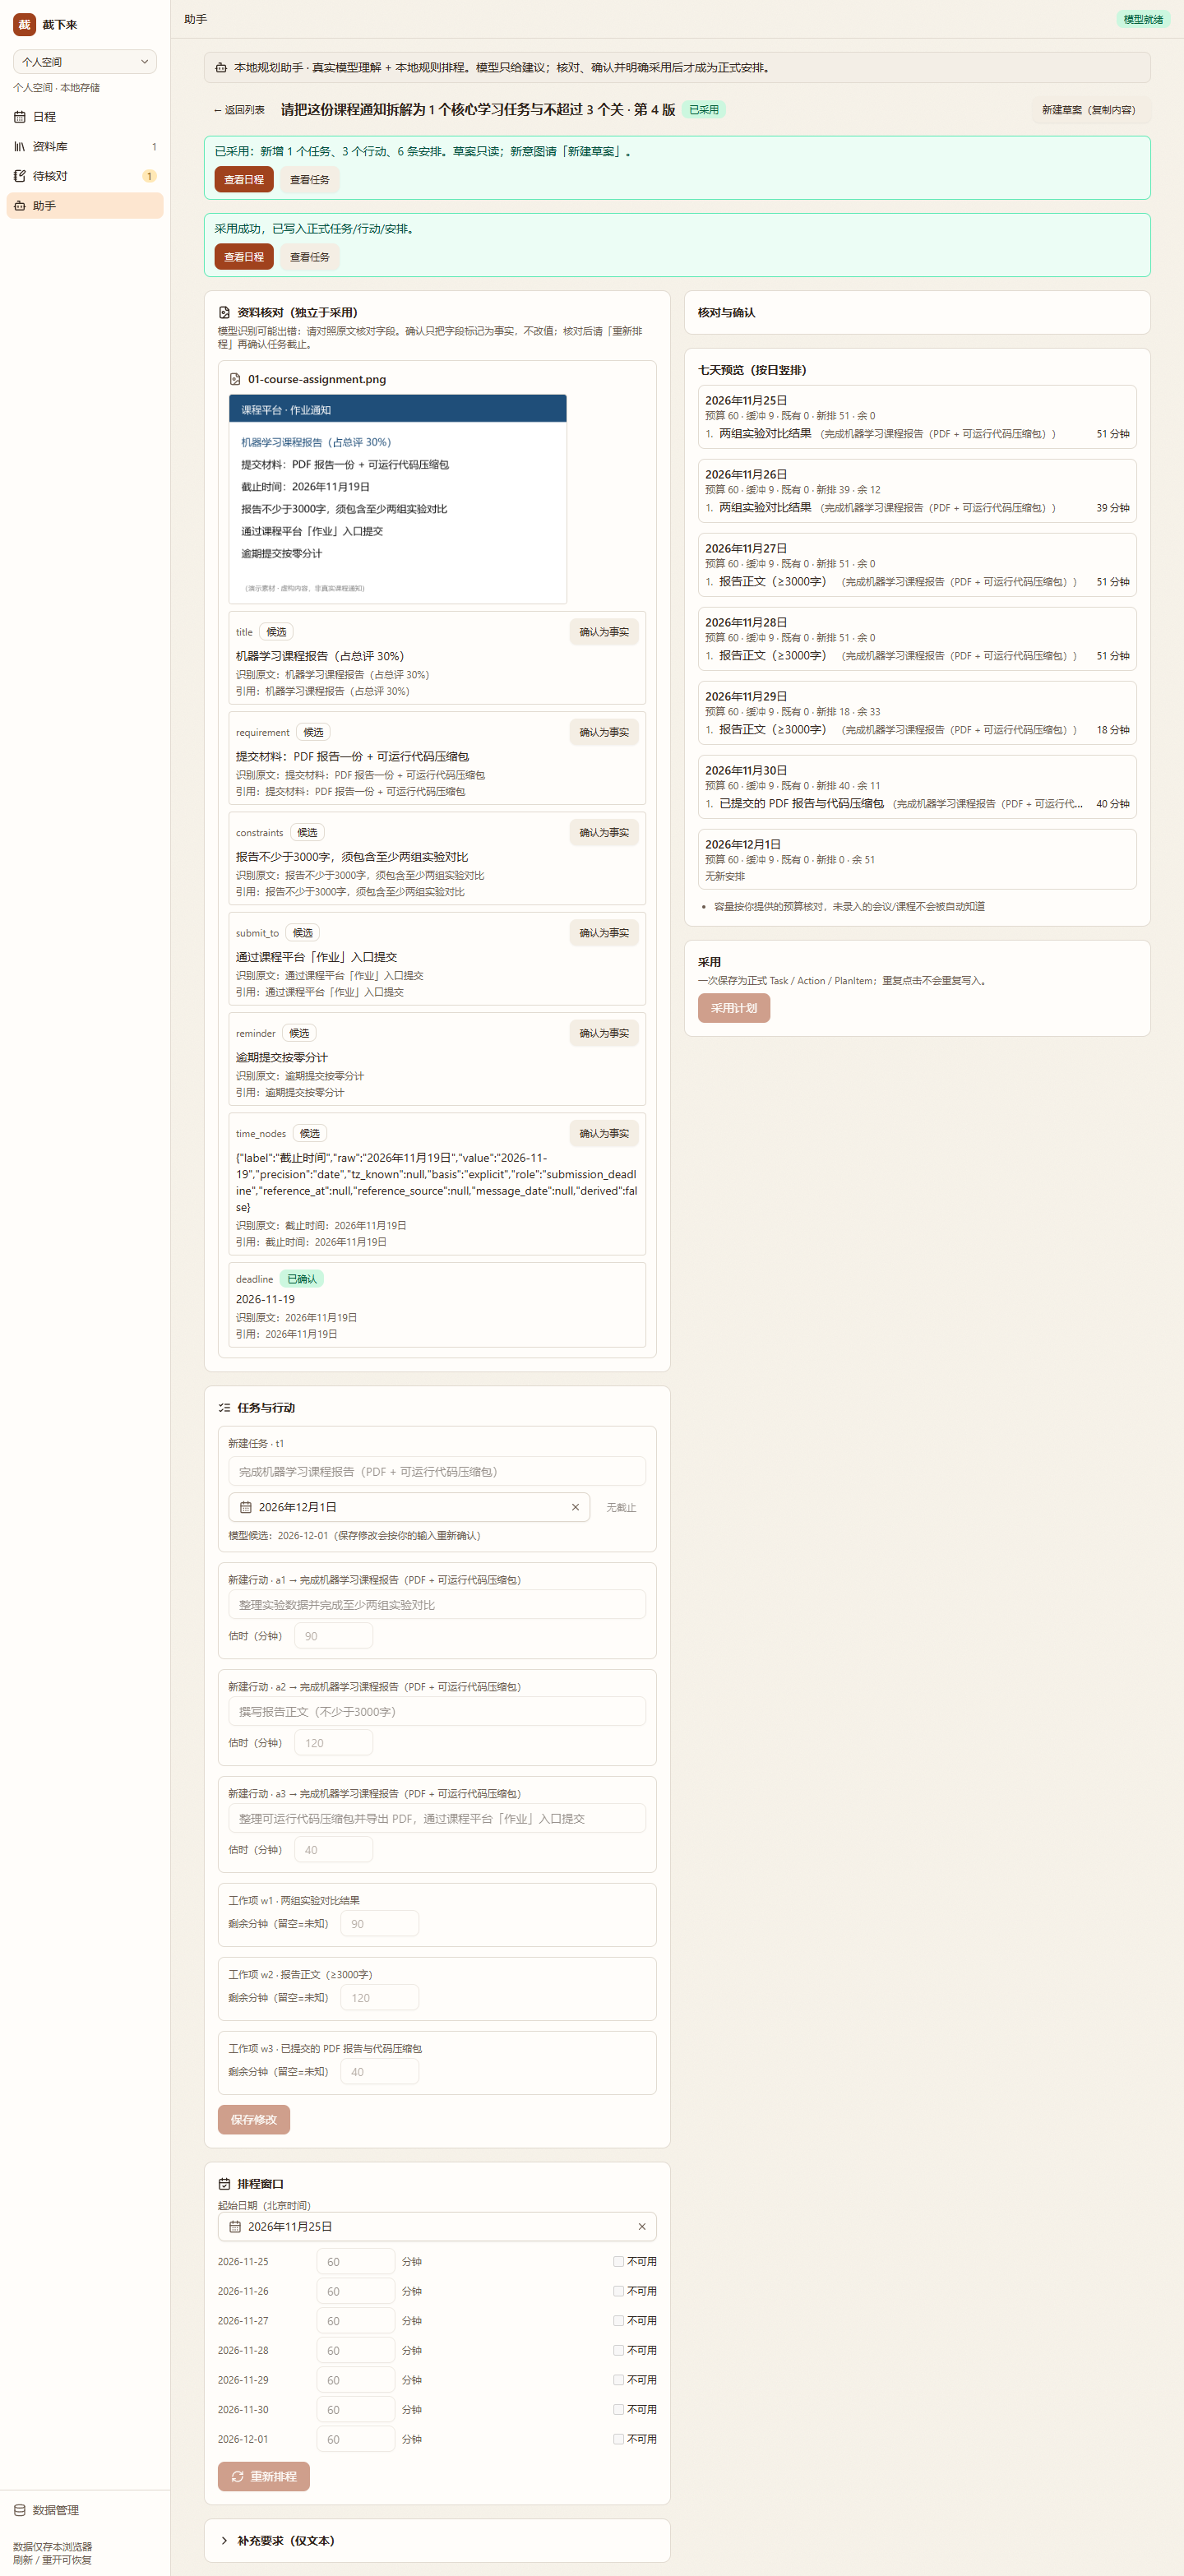 截 截下来
个人空间
个人空间 · 本地存储
日程
资料库 1
待核对 1
助手
数据管理
数据仅存本浏览器
刷新 / 重开可恢复
助手
模型就绪
本地规划助手 · 真实模型理解 + 本地规则排程。模型只给建议；核对、确认并明确采用后才成为正式安排。
← 返回列表 请把这份课程通知拆解为 1 个核心学习任务与不超过 3 个关 · 第 4 版 已采用 新建草案（复制内容）
已采用：新增 1 个任务、3 个行动、6 条安排。草案只读；新意图请「新建草案」。
查看日程 查看任务
采用成功，已写入正式任务/行动/安排。
查看日程 查看任务
资料核对（独立于采用）
模型识别可能出错：请对照原文核对字段。确认只把字段标记为事实，不改值；核对后请「重新排
程」再确认任务截止。
01-course-assignment.png
课程平台 · 作业通知
机器学习课程报告（占总评 30%）
提交材料：PDF 报告一份 + 可运行代码压缩包
截止时间：2026年11月19日
报告不少于3000字，须包含至少两组实验对比
通过课程平台「作业」入口提交
逾期提交按零分计
（演示素材 · 虚构内容，非真实课程通知）
title 候选 确认为事实
机器学习课程报告（占总评 30%）
识别原文：机器学习课程报告（占总评 30%）
引用：机器学习课程报告（占总评 30%）
requirement 候选 确认为事实
提交材料：PDF 报告一份 + 可运行代码压缩包
识别原文：提交材料：PDF 报告一份 + 可运行代码压缩包
引用：提交材料：PDF 报告一份 + 可运行代码压缩包
constraints 候选 确认为事实
报告不少于3000字，须包含至少两组实验对比
识别原文：报告不少于3000字，须包含至少两组实验对比
引用：报告不少于3000字，须包含至少两组实验对比
submit_to 候选 确认为事实
通过课程平台「作业」入口提交
识别原文：通过课程平台「作业」入口提交
引用：通过课程平台「作业」入口提交
reminder 候选 确认为事实
逾期提交按零分计
识别原文：逾期提交按零分计
引用：逾期提交按零分计
time_nodes 候选 确认为事实
{"label":"截止时间","raw":"2026年11月19日","value":"2026-11-
19","precision":"date","tz_known":null,"basis":"explicit","role":"submission_deadl
ine","reference_at":null,"reference_source":null,"message_date":null,"derived":fal
se}
识别原文：截止时间：2026年11月19日
引用：截止时间：2026年11月19日
deadline 已确认
2026-11-19
识别原文：2026年11月19日
引用：2026年11月19日
任务与行动
新建任务 · t1
完成机器学习课程报告（PDF + 可运行代码压缩包）
2026年12月1日 无截止
模型候选：2026-12-01（保存修改会按你的输入重新确认）
新建行动 · a1 → 完成机器学习课程报告（PDF + 可运行代码压缩包）
整理实验数据并完成至少两组实验对比
估时（分钟） 90
新建行动 · a2 → 完成机器学习课程报告（PDF + 可运行代码压缩包）
撰写报告正文（不少于3000字）
估时（分钟） 120
新建行动 · a3 → 完成机器学习课程报告（PDF + 可运行代码压缩包）
整理可运行代码压缩包并导出 PDF，通过课程平台「作业」入口提交
估时（分钟） 40
工作项 w1 · 两组实验对比结果
剩余分钟（留空=未知） 90
工作项 w2 · 报告正文（≥3000字）
剩余分钟（留空=未知） 120
工作项 w3 · 已提交的 PDF 报告与代码压缩包
剩余分钟（留空=未知） 40
保存修改
排程窗口
起始日期（北京时间）
2026年11月25日
2026-11-25 60 分钟 不可用
2026-11-26 60 分钟 不可用
2026-11-27 60 分钟 不可用
2026-11-28 60 分钟 不可用
2026-11-29 60 分钟 不可用
2026-11-30 60 分钟 不可用
2026-12-01 60 分钟 不可用
重新排程
补充要求（仅文本）
核对与确认
七天预览（按日竖排）
2026年11月25日
预算 60 · 缓冲 9 · 既有 0 · 新排 51 · 余 0
1. 两组实验对比结果 （完成机器学习课程报告（PDF + 可运行代码压缩包）） 51 分钟
2026年11月26日
预算 60 · 缓冲 9 · 既有 0 · 新排 39 · 余 12
1. 两组实验对比结果 （完成机器学习课程报告（PDF + 可运行代码压缩包）） 39 分钟
2026年11月27日
预算 60 · 缓冲 9 · 既有 0 · 新排 51 · 余 0
1. 报告正文（≥3000字） （完成机器学习课程报告（PDF + 可运行代码压缩包）） 51 分钟
2026年11月28日
预算 60 · 缓冲 9 · 既有 0 · 新排 51 · 余 0
1. 报告正文（≥3000字） （完成机器学习课程报告（PDF + 可运行代码压缩包）） 51 分钟
2026年11月29日
预算 60 · 缓冲 9 · 既有 0 · 新排 18 · 余 33
1. 报告正文（≥3000字） （完成机器学习课程报告（PDF + 可运行代码压缩包）） 18 分钟
2026年11月30日
预算 60 · 缓冲 9 · 既有 0 · 新排 40 · 余 11
1. 已提交的 PDF 报告与代码压缩包 （完成机器学习课程报告（PDF + 可运行代... 40 分钟
2026年12月1日
预算 60 · 缓冲 9 · 既有 0 · 新排 0 · 余 51
无新安排
• 容量按你提供的预算核对，未录入的会议/课程不会被自动知道
采用
一次保存为正式 Task / Action / PlanItem；重复点击不会重复写入。
采用计划